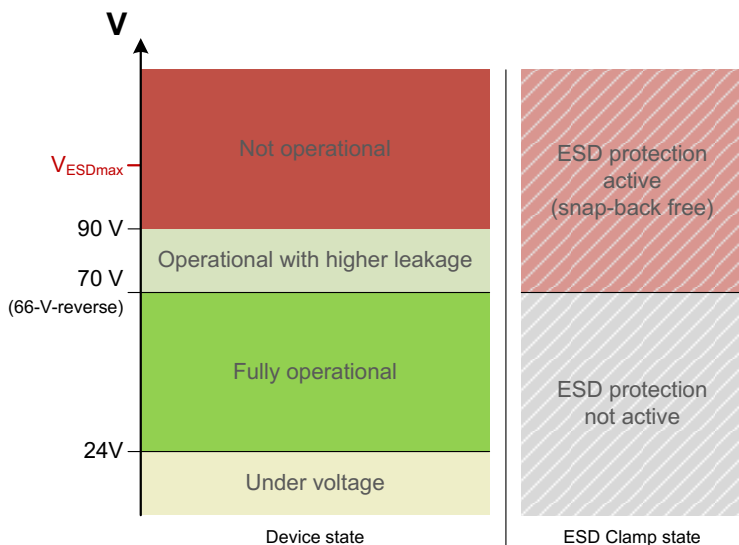 V
Not operational
VESDmax
90 V
Operational with higher leakage
70 V
(66-V-reverse)
Fully operational
24V
Under voltage
Device state
ESD protection
active
(snap-back free)
ESD protection
not active
ESD Clamp state